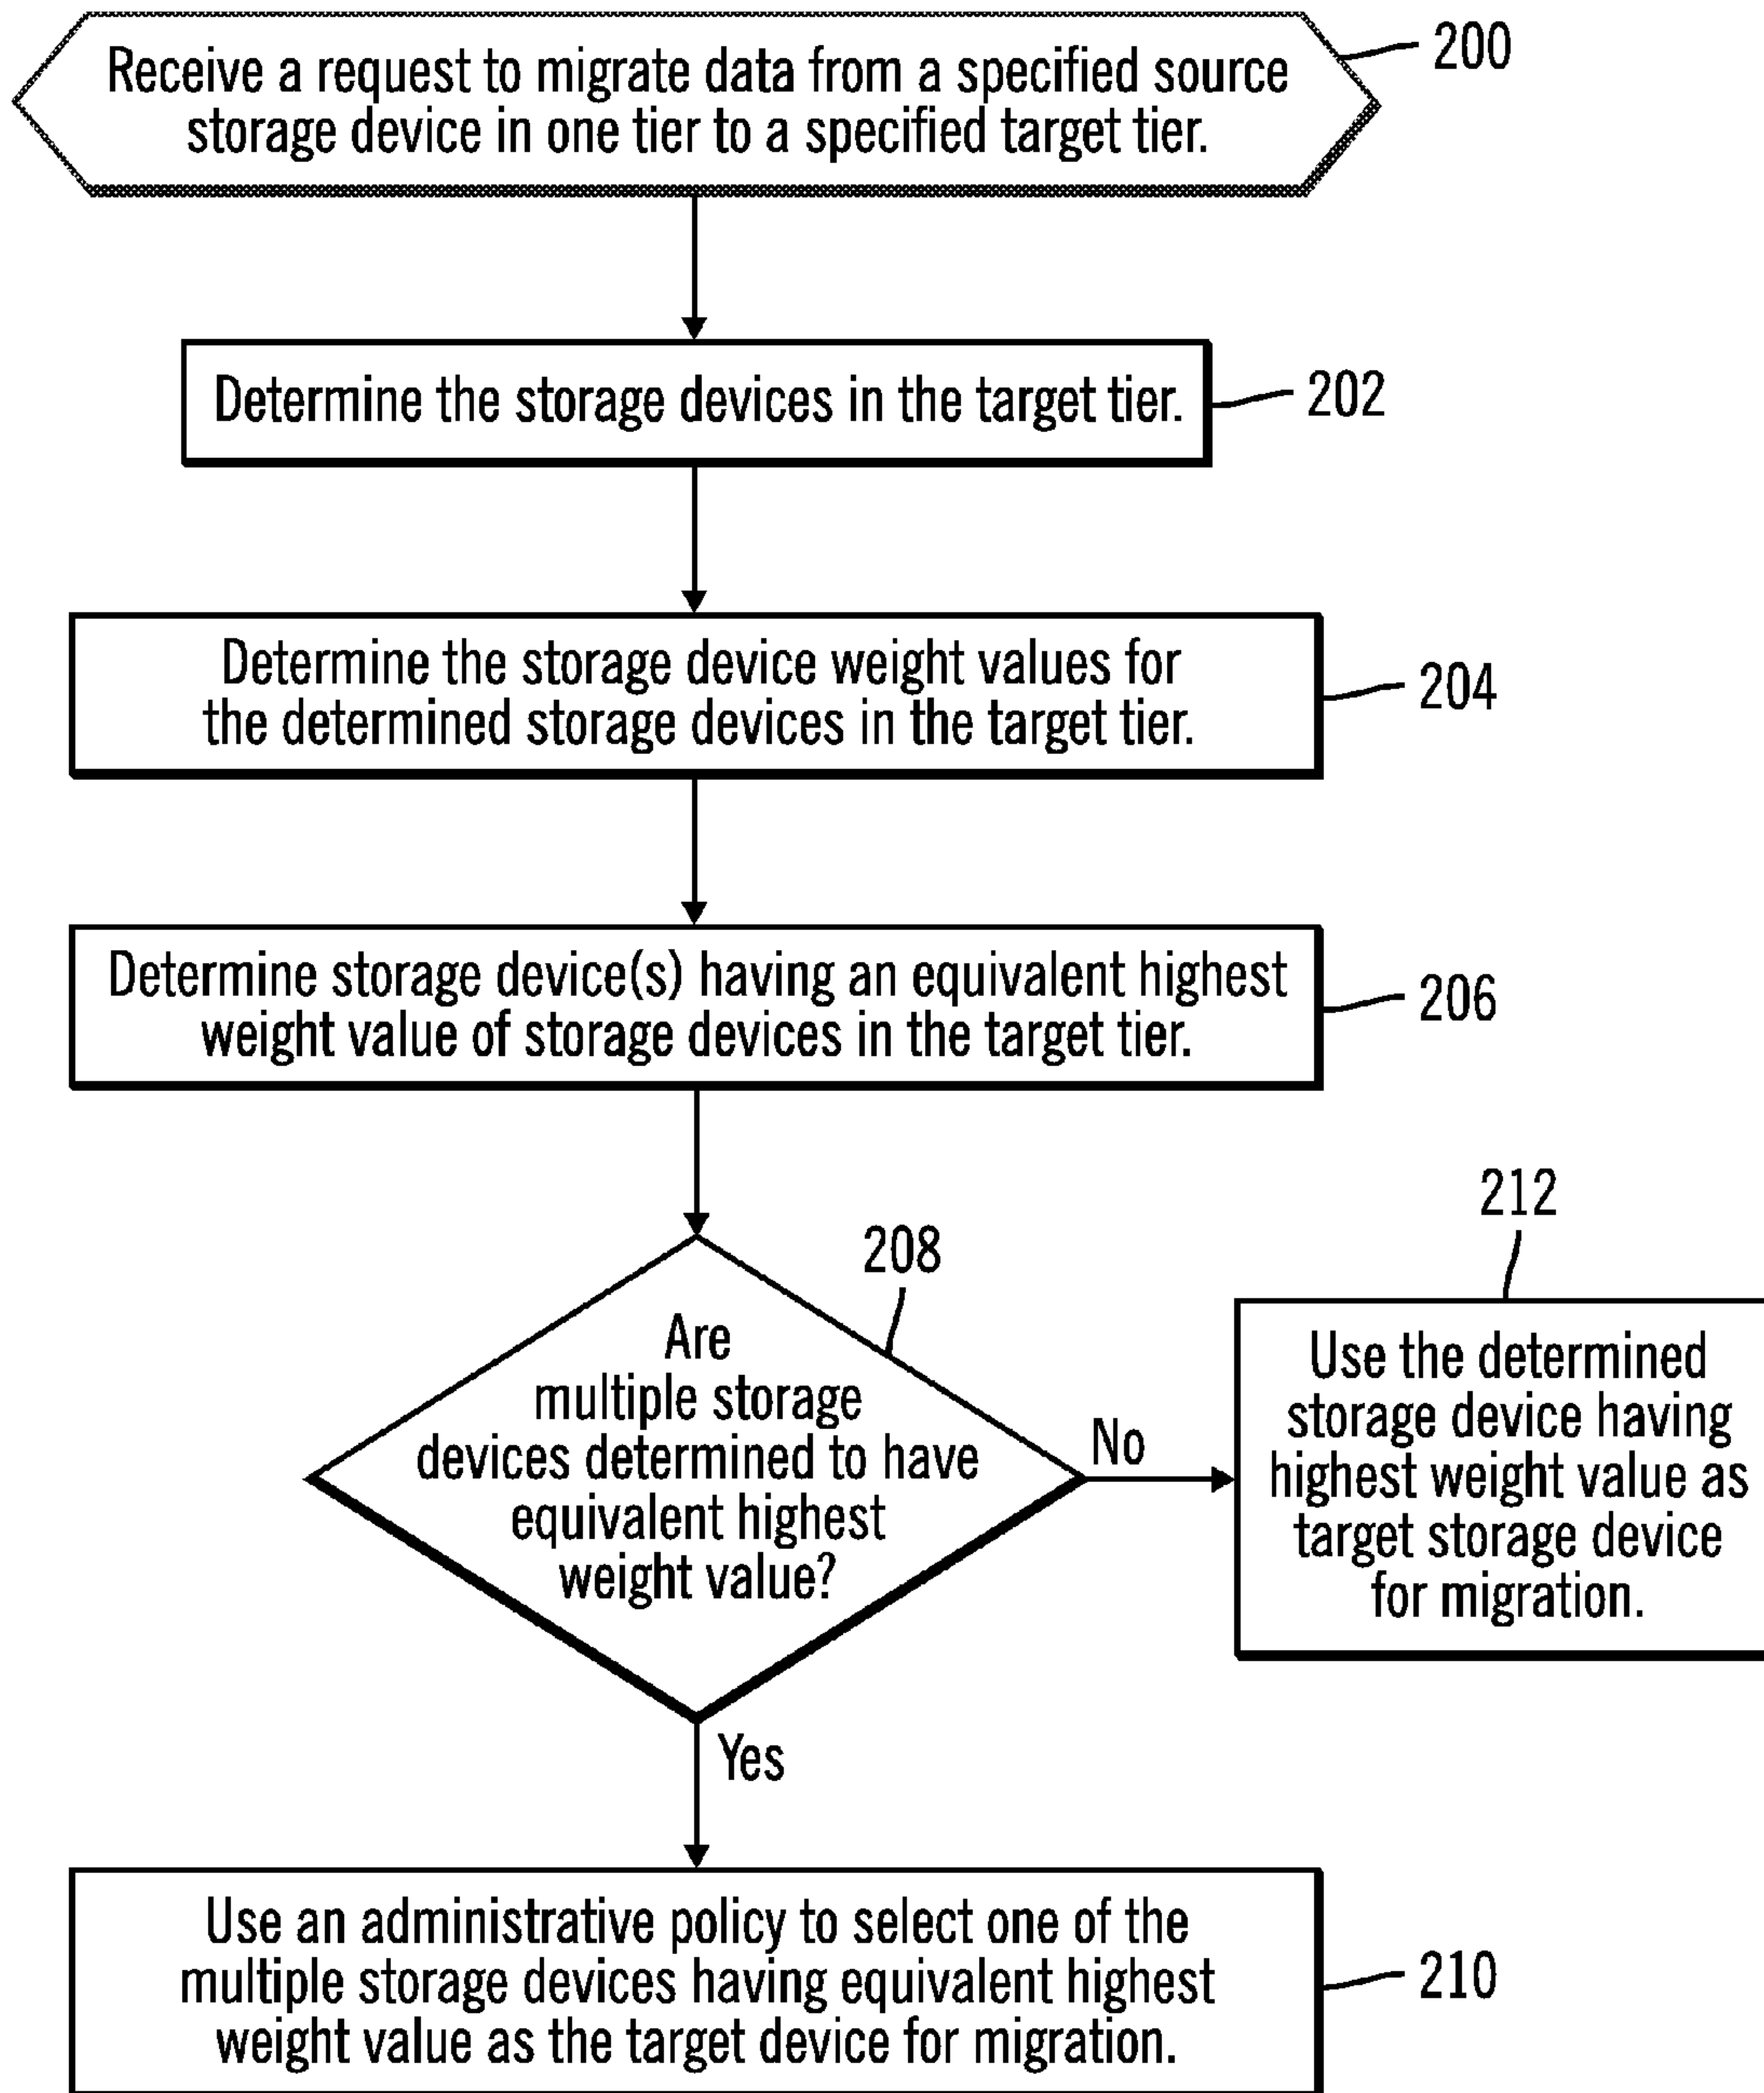 Receive a request to migrate data from a specified source
storage device in one tier to a specified target tier.
200
Determine the storage devices in the target tier.
202
Determine the storage device weight values for
the determined storage devices in the target tier.
204
Determine storage device(s) having an equivalent highest
weight value of storage devices in the target tier.
206
208
Are
multiple storage
devices determined to have
equivalent highest
weight value?
No
212
Use the determined
storage device having
highest weight value as
target storage device
for migration.
Yes
Use an administrative policy to select one of the
multiple storage devices having equivalent highest
weight value as the target device for migration.
210